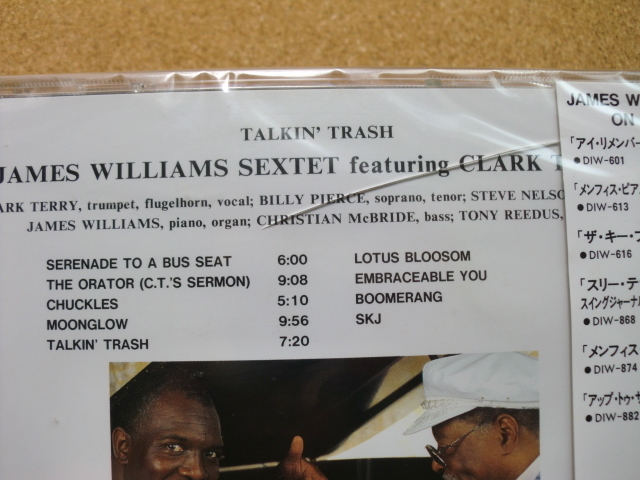 TALKIN' TRASH
JAMES WILLIAMS SEXTET featuring CLARK
TERRY, trumpet, flugelhorn, vocal; BILLY PIERCE, soprano, tenor; STEVE
JAMES WILLIAMS, piano, organ; CHRISTIAN McBRIDE, bass; TONY REEDUS,
SERENADE TO A BUS SEAT 6:00
THE ORATOR (C.T.'S SERMON) 9:08
CHUCKLES 5:10
MOONGLOW 9:56
TALKIN' TRASH 7:20
LOTUS BLOOSOM
EMBRACEABLE YOU
BOOMERANG
SKJ
JAMES
ON
「アイ・リメンバー
●DIW-601
「メンフィス・ピア
●DIW-613
「ザ・キー・
●DIW-616
「スリー・テ
スイングジャーナル
●DIW-868
「メンフィス
●DIW-874
「アップ・トゥ・ザ
●DIW-882